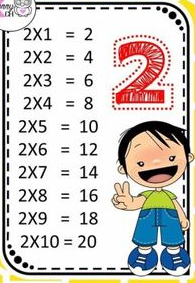 2X1 = 2
2X2 = 4
2X3 = 6
2X4 = 8
2X5 = 10
2X6 = 12
2X7 = 14
2X8 = 16
2X9 = 18
2X10 = 20
2